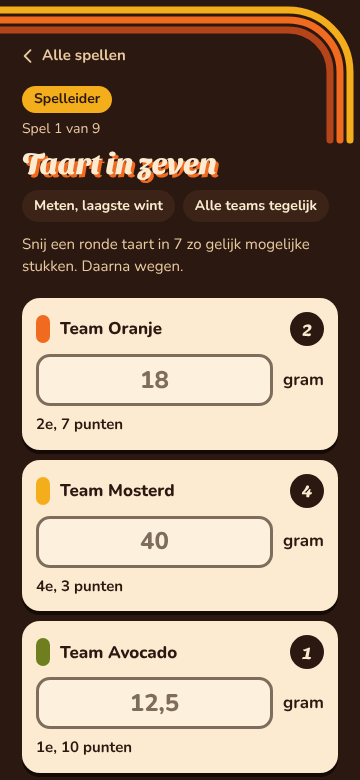 Alle spellen
Spelleider
Spel 1 van 9
Taart in zeven
Meten, laagste wint
Alle teams tegelijk
Snij een ronde taart in 7 zo gelijk mogelijke
stukken. Daarna wegen.
Team Oranje
2
18
gram
2e, 7 punten
Team Mosterd
4
40
gram
4e, 3 punten
Team Avocado
1
12,5
gram
1e, 10 punten